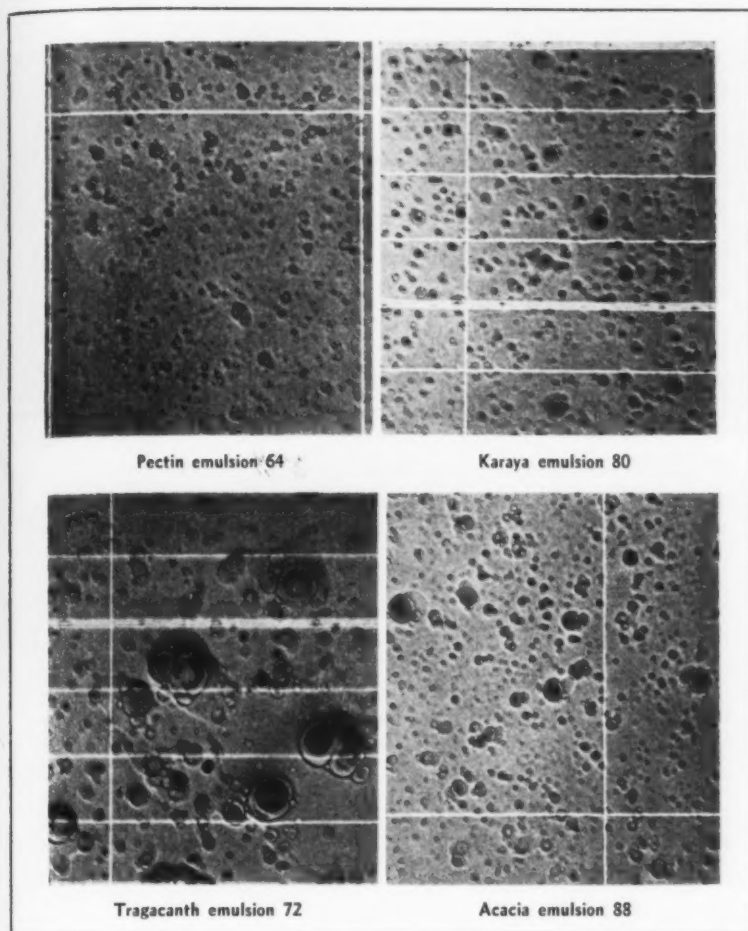 Pectin emulsion 64
Karaya emulsion 80
Tragacanth emulsion 72
Acacia emulsion 88